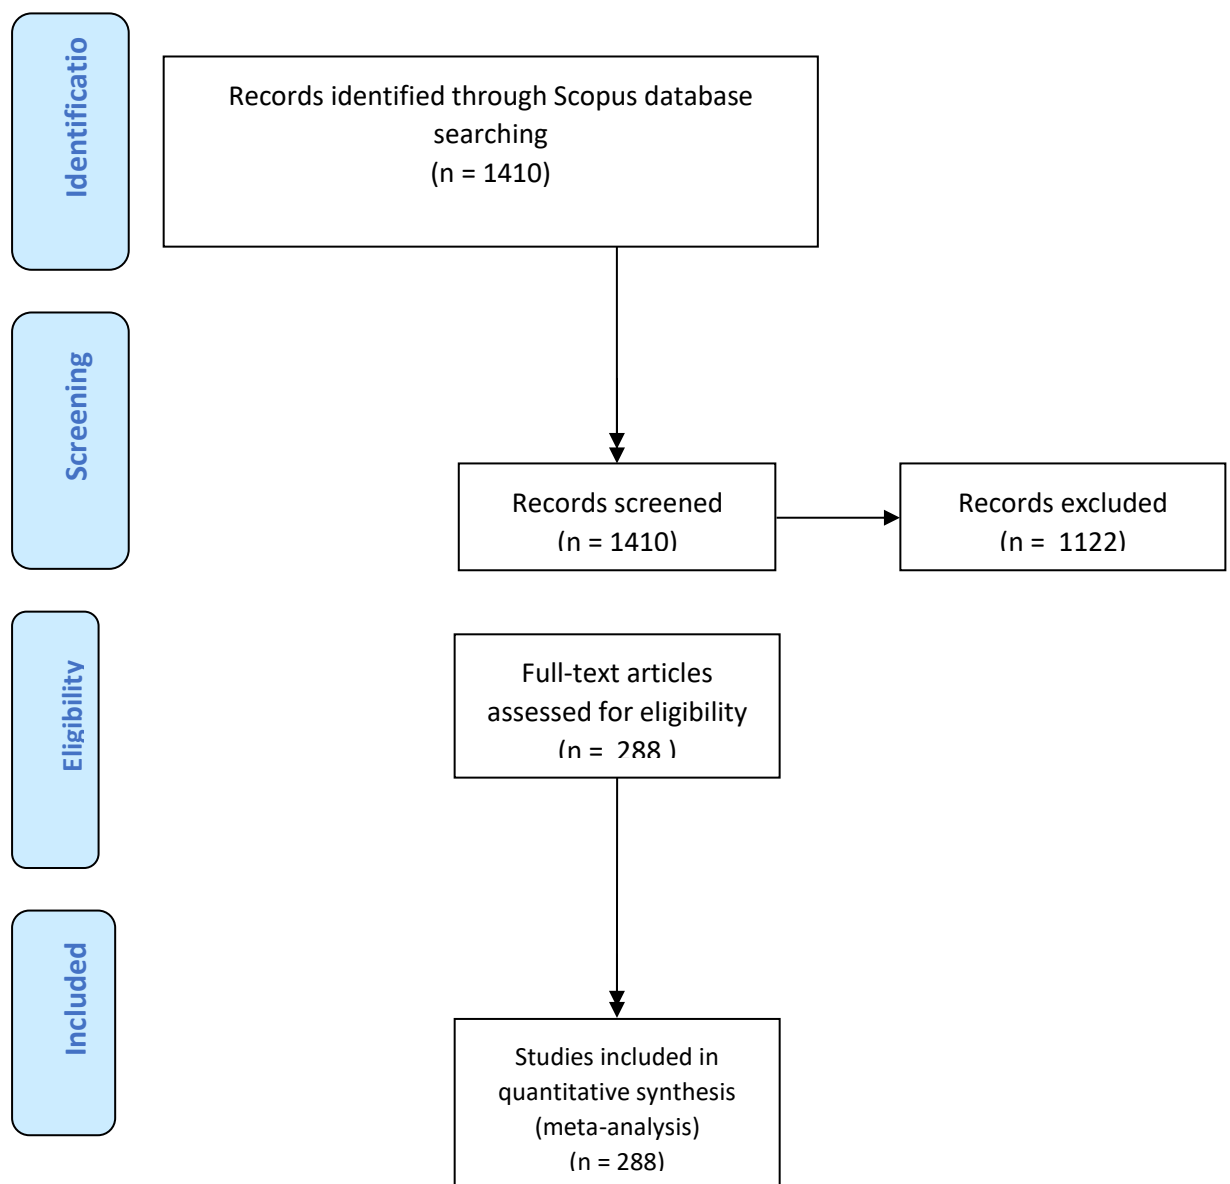 Identificatio
Records identified through Scopus database
searching
(n = 1410)
Screening
Records screened
(n = 1410)
Records excluded
(n =  1122)
Eligibility
Full-text articles
assessed for eligibility
(n =  288 )
Included
Studies included in
quantitative synthesis
(meta-analysis)
(n = 288)